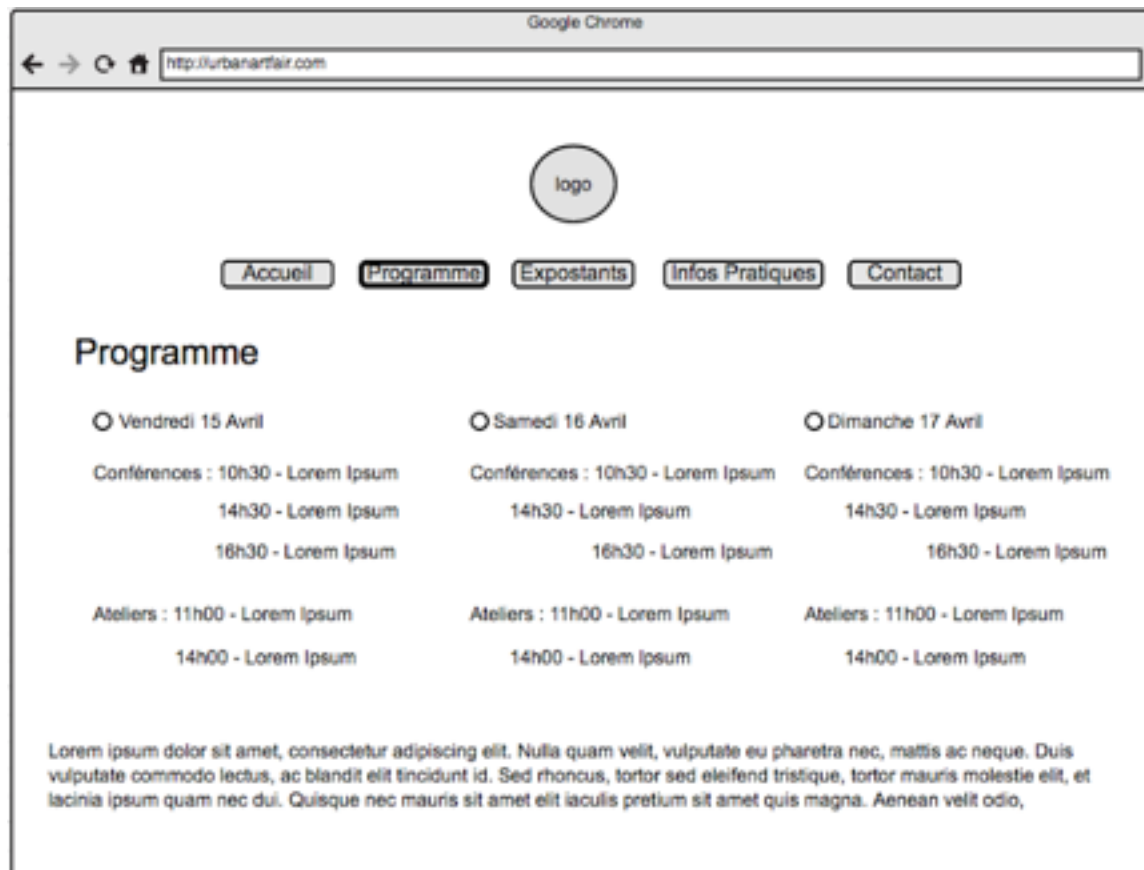 Google Chrome
http://urbanartfair.com
logo
Accueil
Programme
Expostants
Infos Pratiques
Contact
Programme
Vendredi 15 Avril
Conférences : 10h30 - Lorem Ipsum
14h30 - Lorem Ipsum
16h30 - Lorem Ipsum
Ateliers : 11h00 - Lorem Ipsum
14h00 - Lorem Ipsum
Samedi 16 Avril
Conférences : 10h30 - Lorem Ipsum
14h30 - Lorem Ipsum
16h30 - Lorem Ipsum
Ateliers : 11h00 - Lorem Ipsum
14h00 - Lorem Ipsum
Dimanche 17 Avril
Conférences : 10h30 - Lorem Ipsum
14h30 - Lorem Ipsum
16h30 - Lorem Ipsum
Ateliers : 11h00 - Lorem Ipsum
14h00 - Lorem Ipsum
Lorem ipsum dolor sit amet, consectetur adipiscing elit. Nulla quam velit, vulputate eu pharetra nec, mattis ac neque. Duis
vulputate commodo lectus, ac blandit elit tincidunt id. Sed rhoncus, tortor sed eleifend tristique, tortor mauris molestie elit, et
lacinia ipsum quam nec dui. Quisque nec mauris sit amet elit iaculis pretium sit amet quis magna. Aenean velit odio,